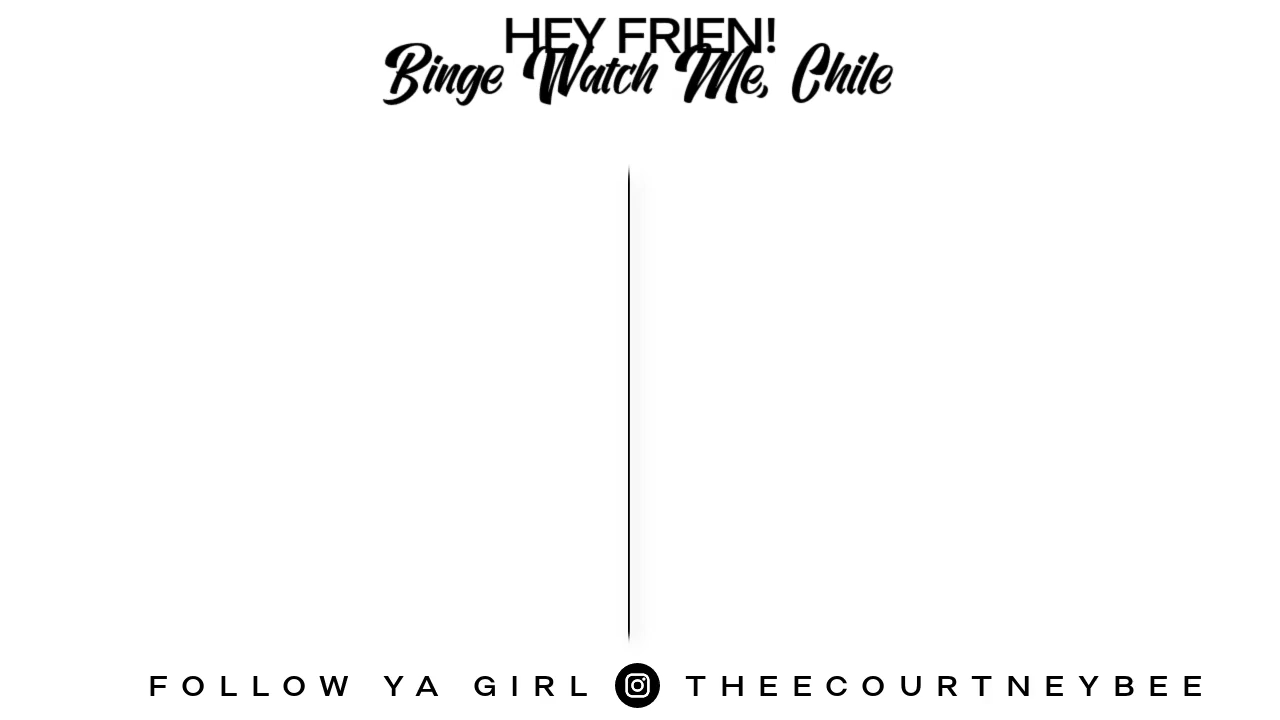 HEY FRIEN!
Binge Watch Me, Chile
FOLLOW YA GIRL THEECOURTNEYBEE